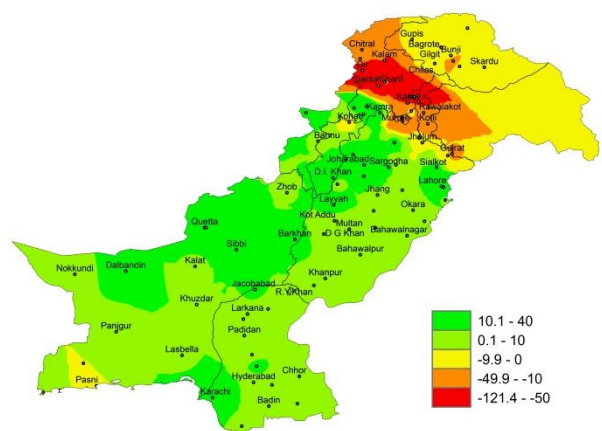 Gupis
Chitral
Bagrote
Bunji
Kalam
Gilgit
Skardu
Chilas
Dir
Saidu Sharif
Kakul
Kamra
Rawalakot
Kohat
Murree
Kotli
Bannu
Jhelum
Gujrat
Joharabad
Sargodha
Sialkot
D.I. Khan
Lahore
Zhob
Jhang
Layyah
Okara
Kot Addu
Quetta
Multan
D G Khan
Bahawalnagar
Barkhan
Sibbi
Bahawalpur
Kalat
Dalbandin
Nokkundi
Khanpur
Jacobabad
R.Y.Khan
Khuzdar
Larkana
Panjgur
Padidan
Lasbella
Pasni
Hyderabad
Chhor
Karachi
Badin
10.1 - 40
0.1 - 10
-9.9 - 0
-49.9 - -10
-121.4 - -50